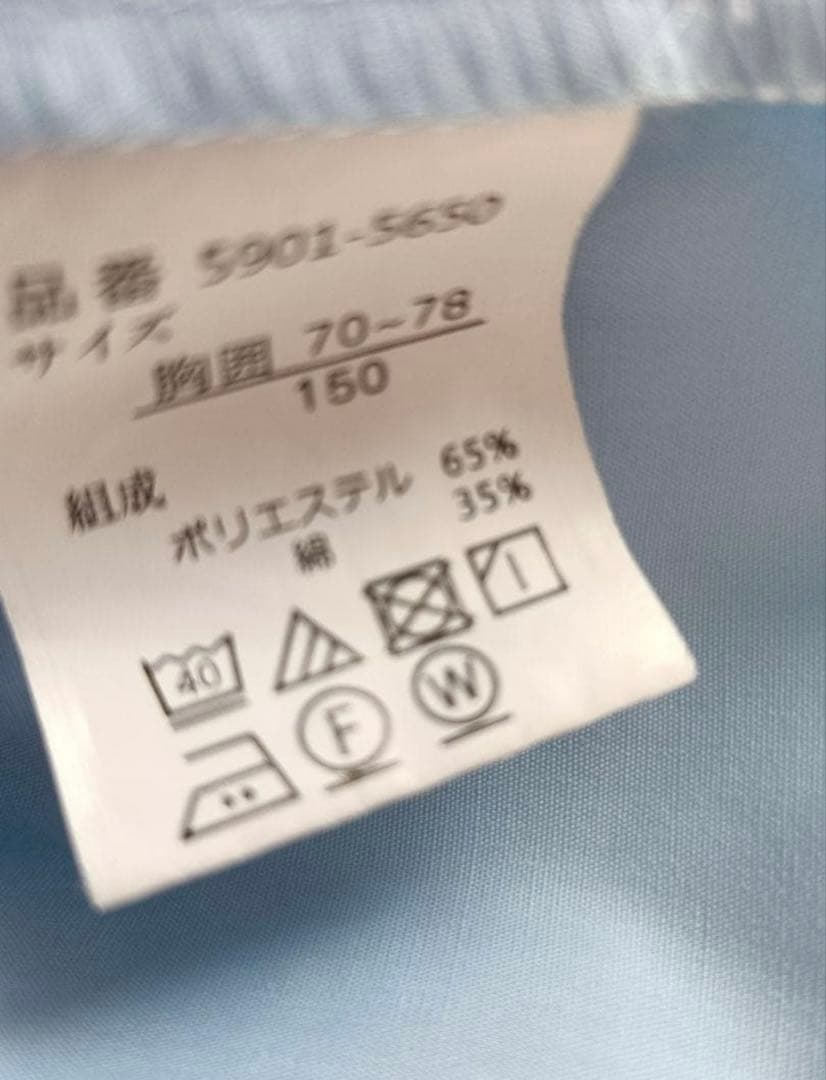 品番 5901-5650
サイズ
胸囲 70~78
150
組成
ポリエステル 65%
綿 35%
40
F
W